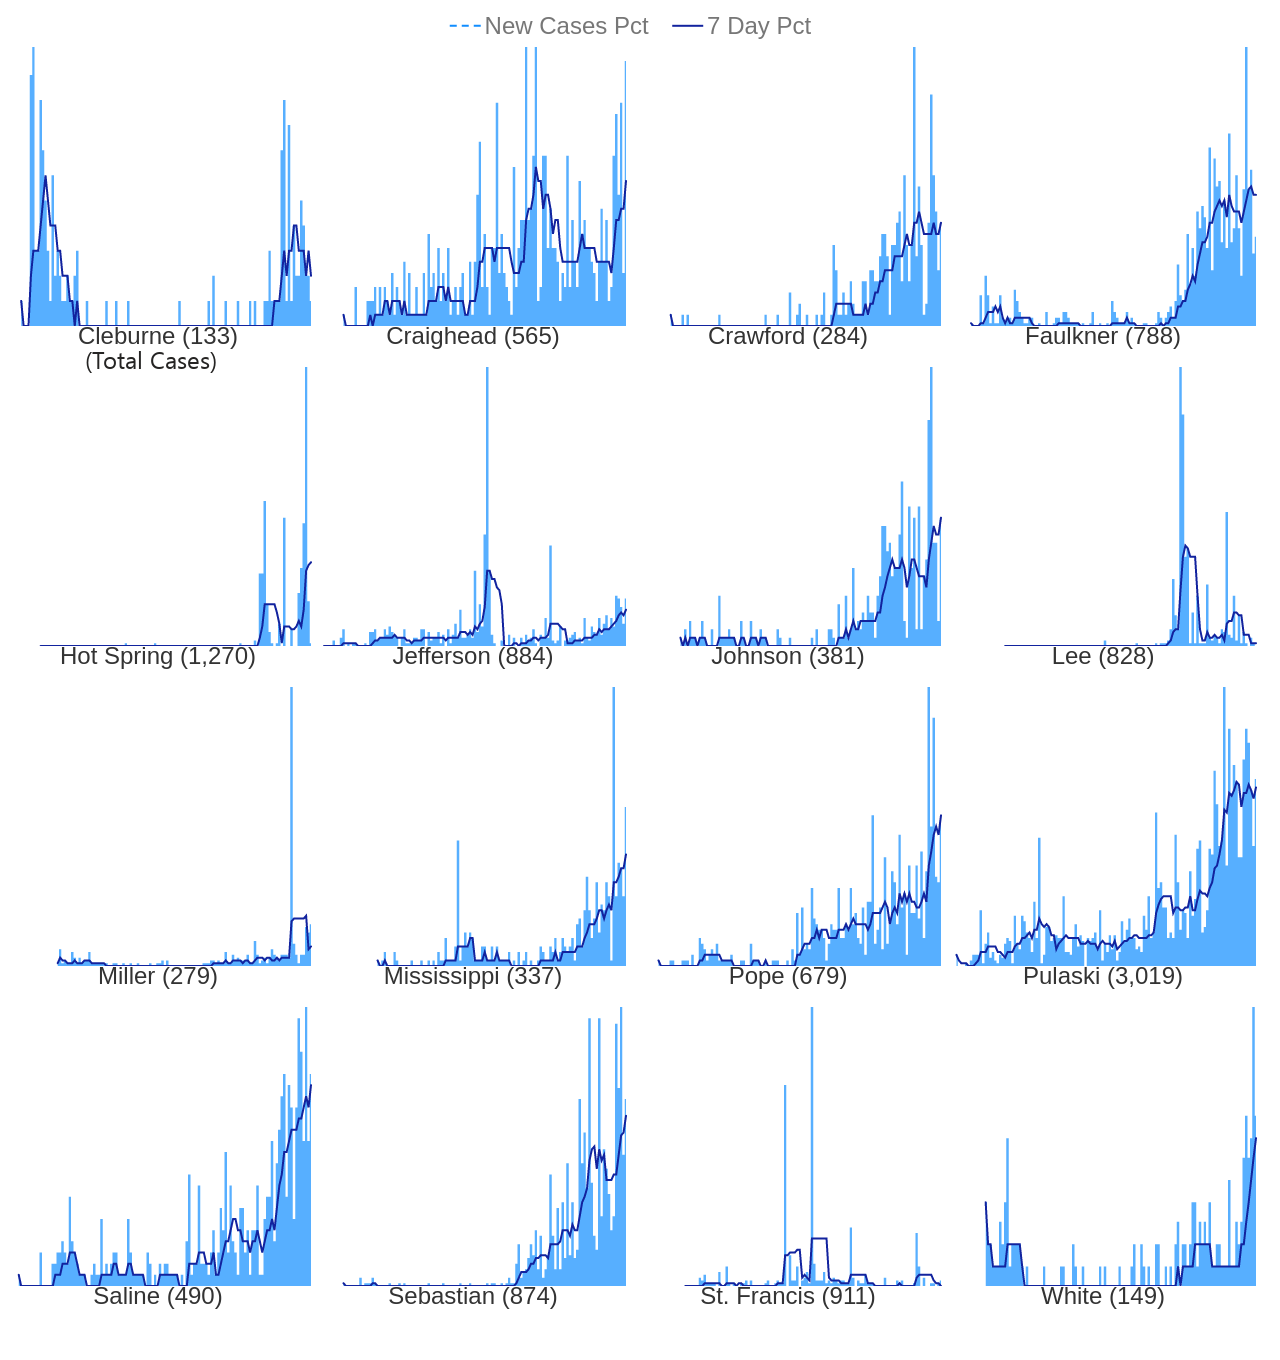 New Cases Pct 7 Day Pct
Cleburne (133) Craighead (565) Crawford (284) Faulkner (788)
(Total Cases)
Hot Spring (1,270) Jefferson (884) Johnson (381) Lee (828)
Miller (279) Mississippi (337) Pope (679) Pulaski (3,019)
Saline (490) Sebastian (874) St. Francis (911) White (149)